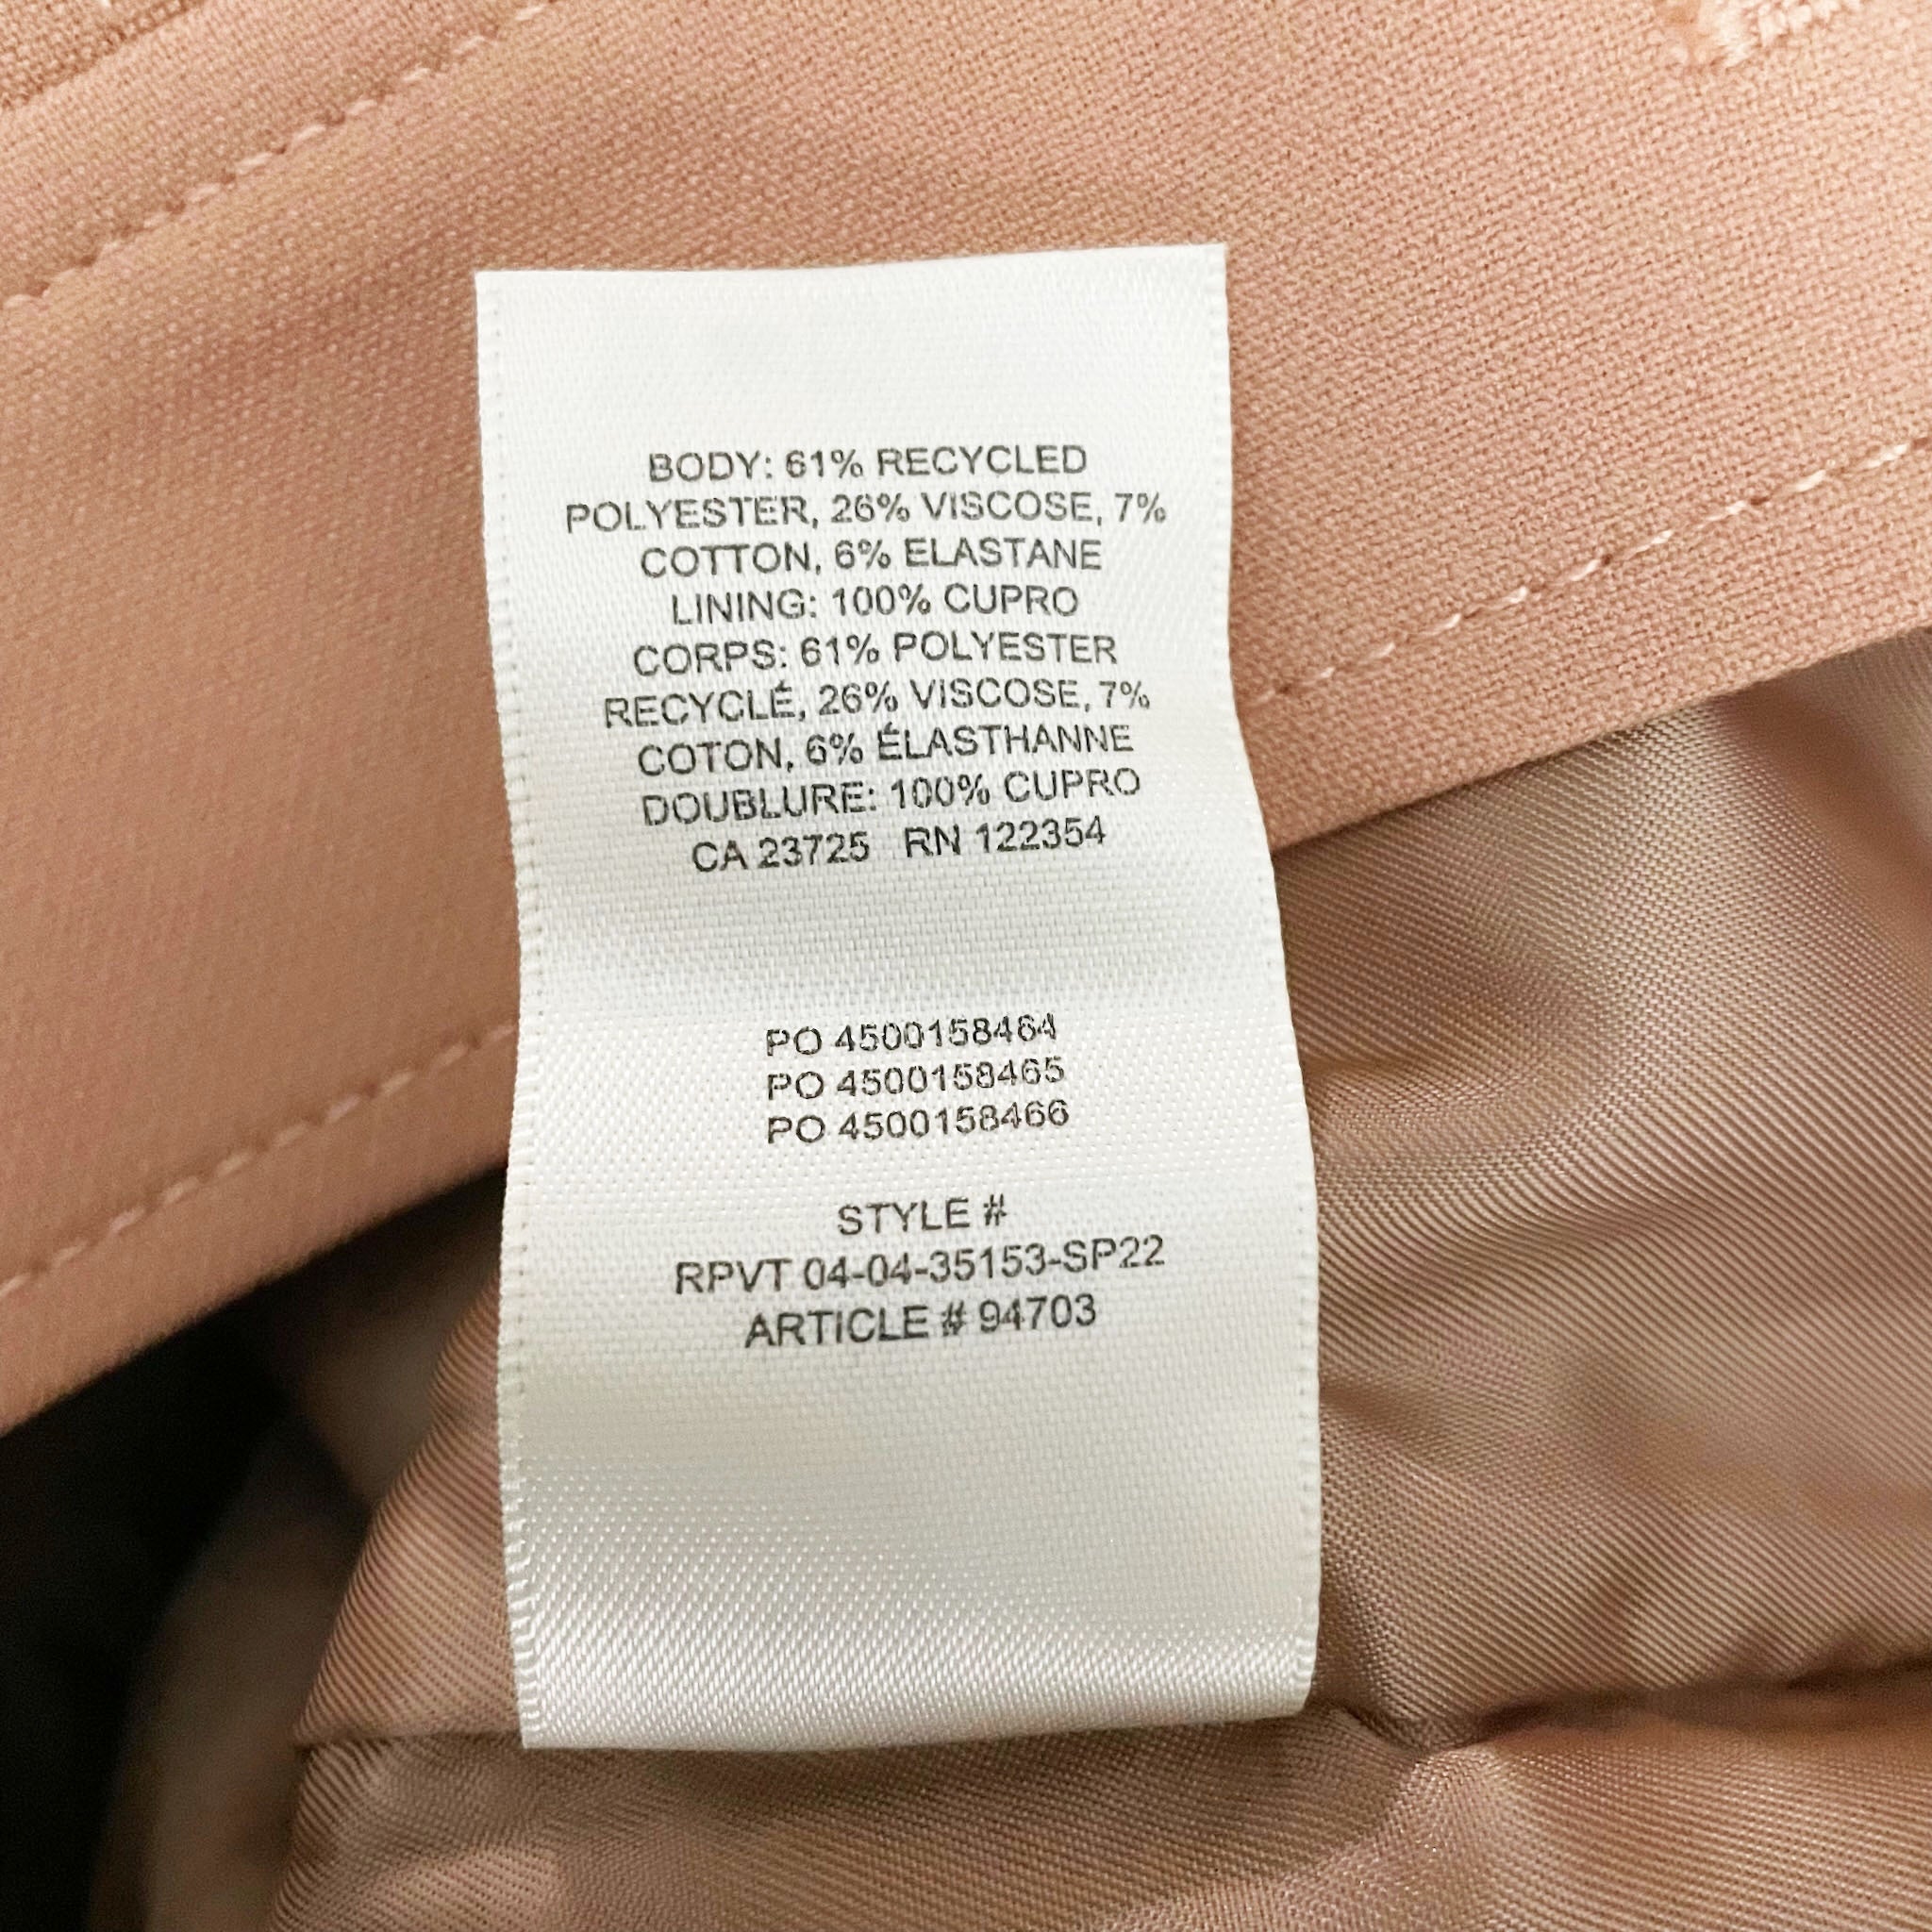 BODY: 61% RECYCLED
POLYESTER, 26% VISCOSE, 7%
COTTON, 6% ELASTANE
LINING: 100% CUPRO
CORPS: 61% POLYESTER
RECYCLÉ, 26% VISCOSE, 7%
COTON, 6% ÉLASTHANNE
DOUBLURE: 100% CUPRO
CA 23725 RN 122354
PO 4500158464
PO 4500158465
PO 4500158466
STYLE #
RPVT 04-04-35153-SP22
ARTICLE # 94703